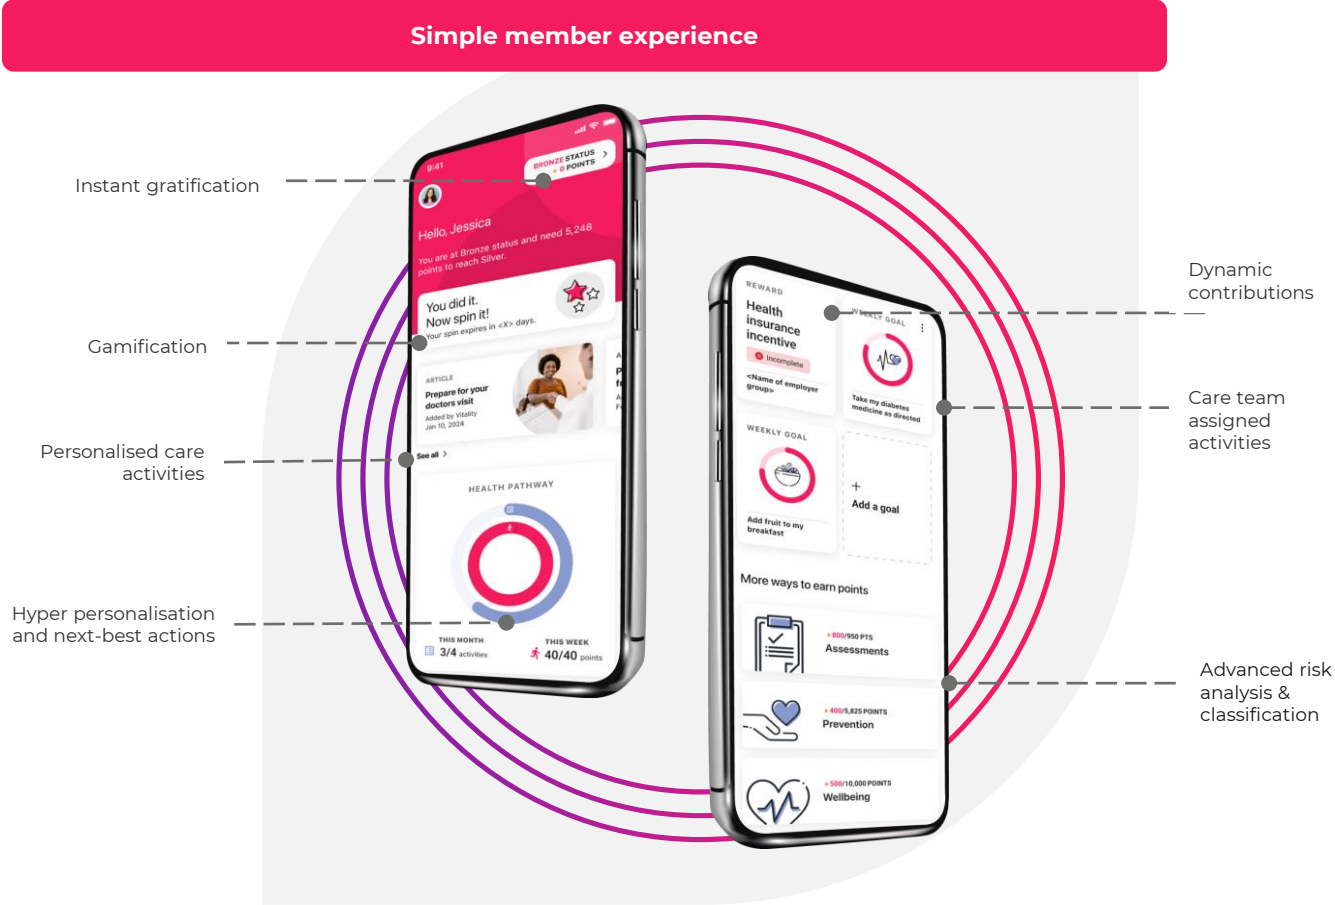 Simple member experience
Instant gratification
Gamification
Personalised care
activities
Hyper personalisation
and next-best actions
9:41
BRONZE STATUS
0 POINTS
Hello, Jessica
You are at Bronze status and need 5,248
points to reach Silver.
You did it.
Now spin it!
Your spin expires in <X> days.
ARTICLE
Prepare for your
doctors visit
Added by Vitality
Jan 10, 2024
See all
HEALTH PATHWAY
THIS MONTH
3/4 activities
THIS WEEK
40/40 points
REWARD
Health
insurance
incentive
Incomplete
<Name of employer
group>
WEEKLY GOAL
Take my diabetes
medicine as directed
WEEKLY GOAL
Add fruit to my
breakfast
+
Add a goal
More ways to earn points
800/950 PTS
Assessments
400/5,825 POINTS
Prevention
500/10,000 POINTS
Wellbeing
Dynamic
contributions
Care team
assigned
activities
Advanced risk
analysis &
classification